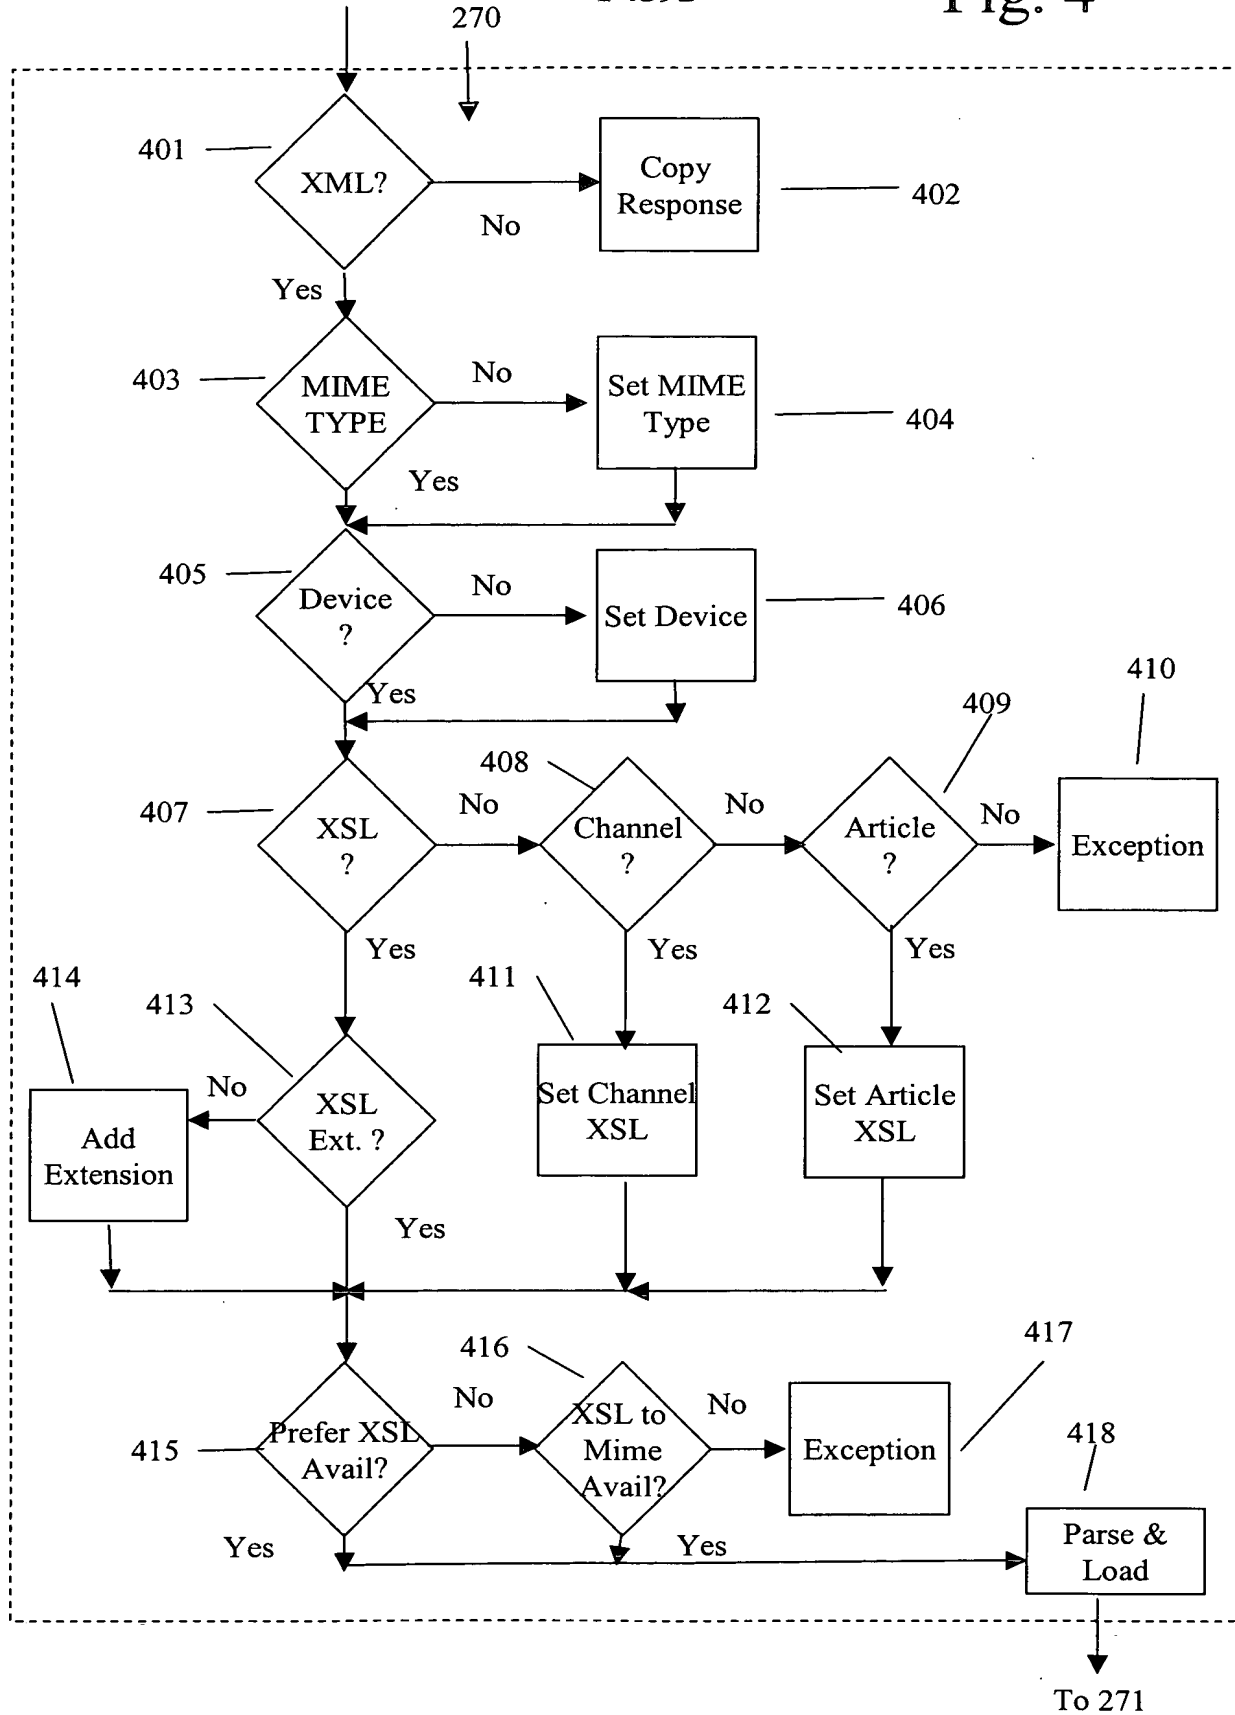 Fig. 4
270
401
XML?
Copy
Response
402
No
Yes
403
MIME
TYPE
No
Set MIME
Type
404
Yes
405
Device
?
No
Set Device
406
Yes
410
409
408
407
XSL
?
No
Channel
?
No
Article
?
No
Exception
Yes
Yes
Yes
414
413
411
412
No
Add
Extension
XSL
Ext. ?
Set Channel
XSL
Set Article
XSL
Yes
416
417
415
Prefer XSL
Avail?
No
XSL to
Mime
Avail?
No
Exception
418
Yes
Yes
Parse &
Load
To 271